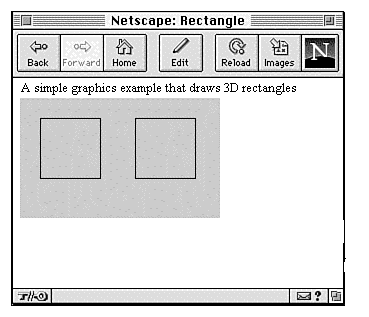 Netscape: Rectangle
Back Forward Home Edit Reload Images N
A simple graphics example that draws 3D rectangles
?